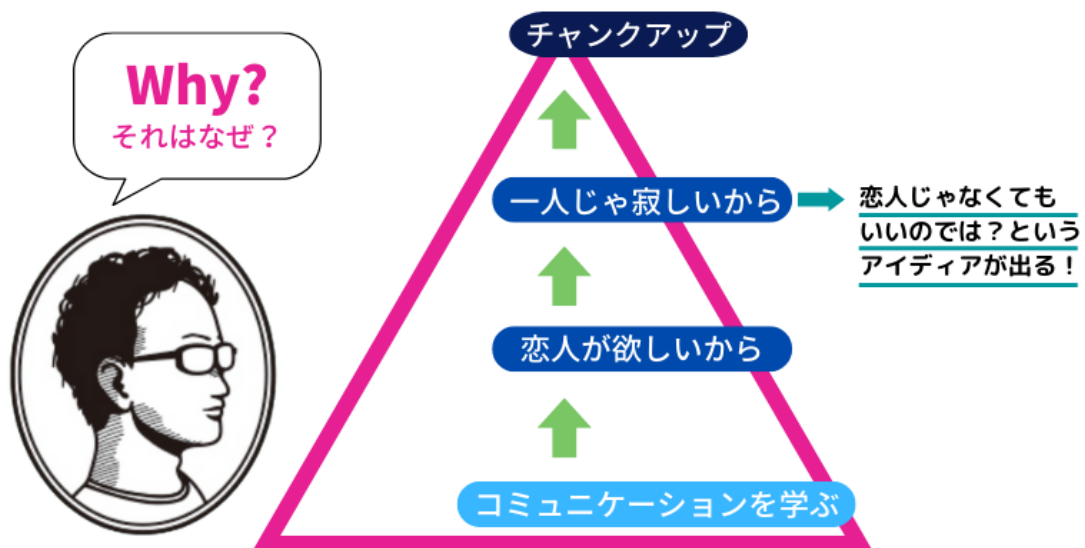 チャンクアップ
Why?
それはなぜ？
一人じゃ寂しいから
恋人じゃなくても
いいのでは？という
アイディアが出る！
恋人が欲しいから
コミュニケーションを学ぶ